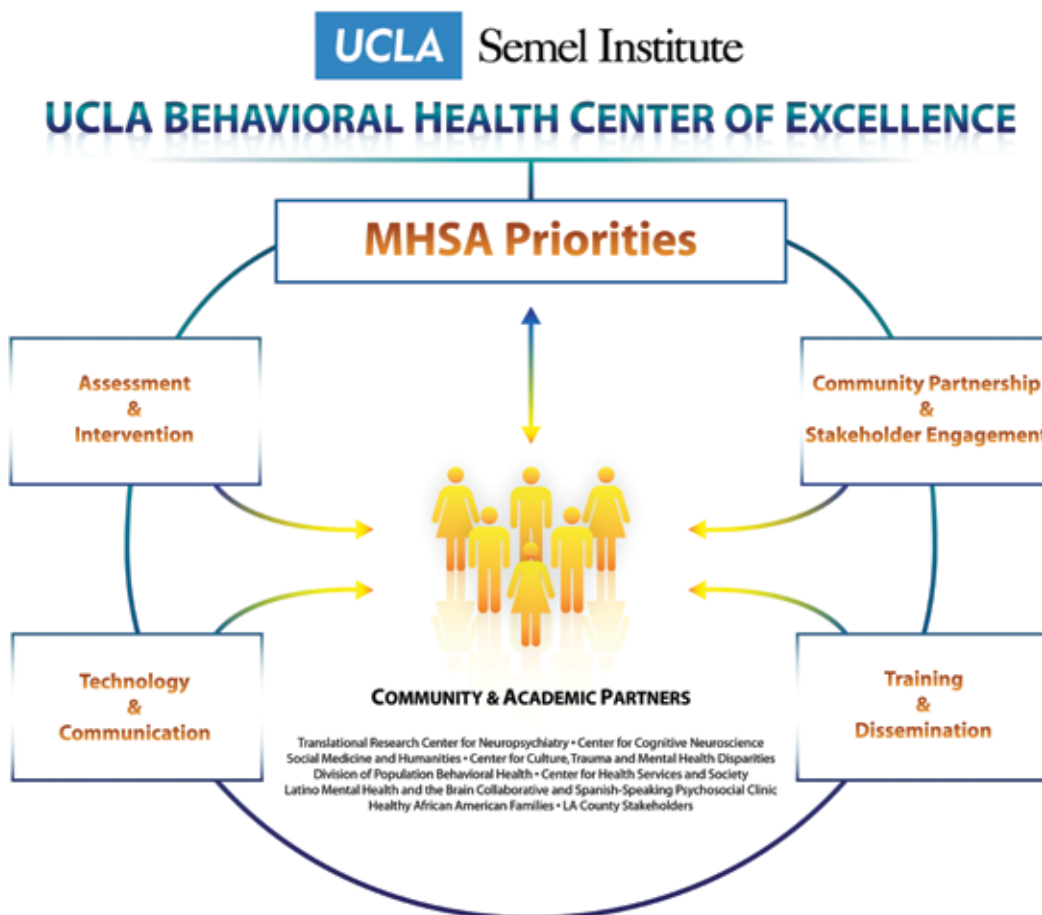 UCLA Semel Institute
UCLA BEHAVIORAL HEALTH CENTER OF EXCELLENCE
MHSA Priorities
Assessment
&
Intervention
Community Partnership
&
Stakeholder Engagement
Technology
&
Communication
Training
&
Dissemination
COMMUNITY & ACADEMIC PARTNERS
Translational Research Center for Neuropsychiatry • Center for Cognitive Neuroscience
Social Medicine and Humanities • Center for Culture, Trauma and Mental Health Disparities
Division of Population Behavioral Health • Center for Health Services and Society
Latino Mental Health and the Brain Collaborative and Spanish-Speaking Psychosocial Clinic
Healthy African American Families • LA County Stakeholders